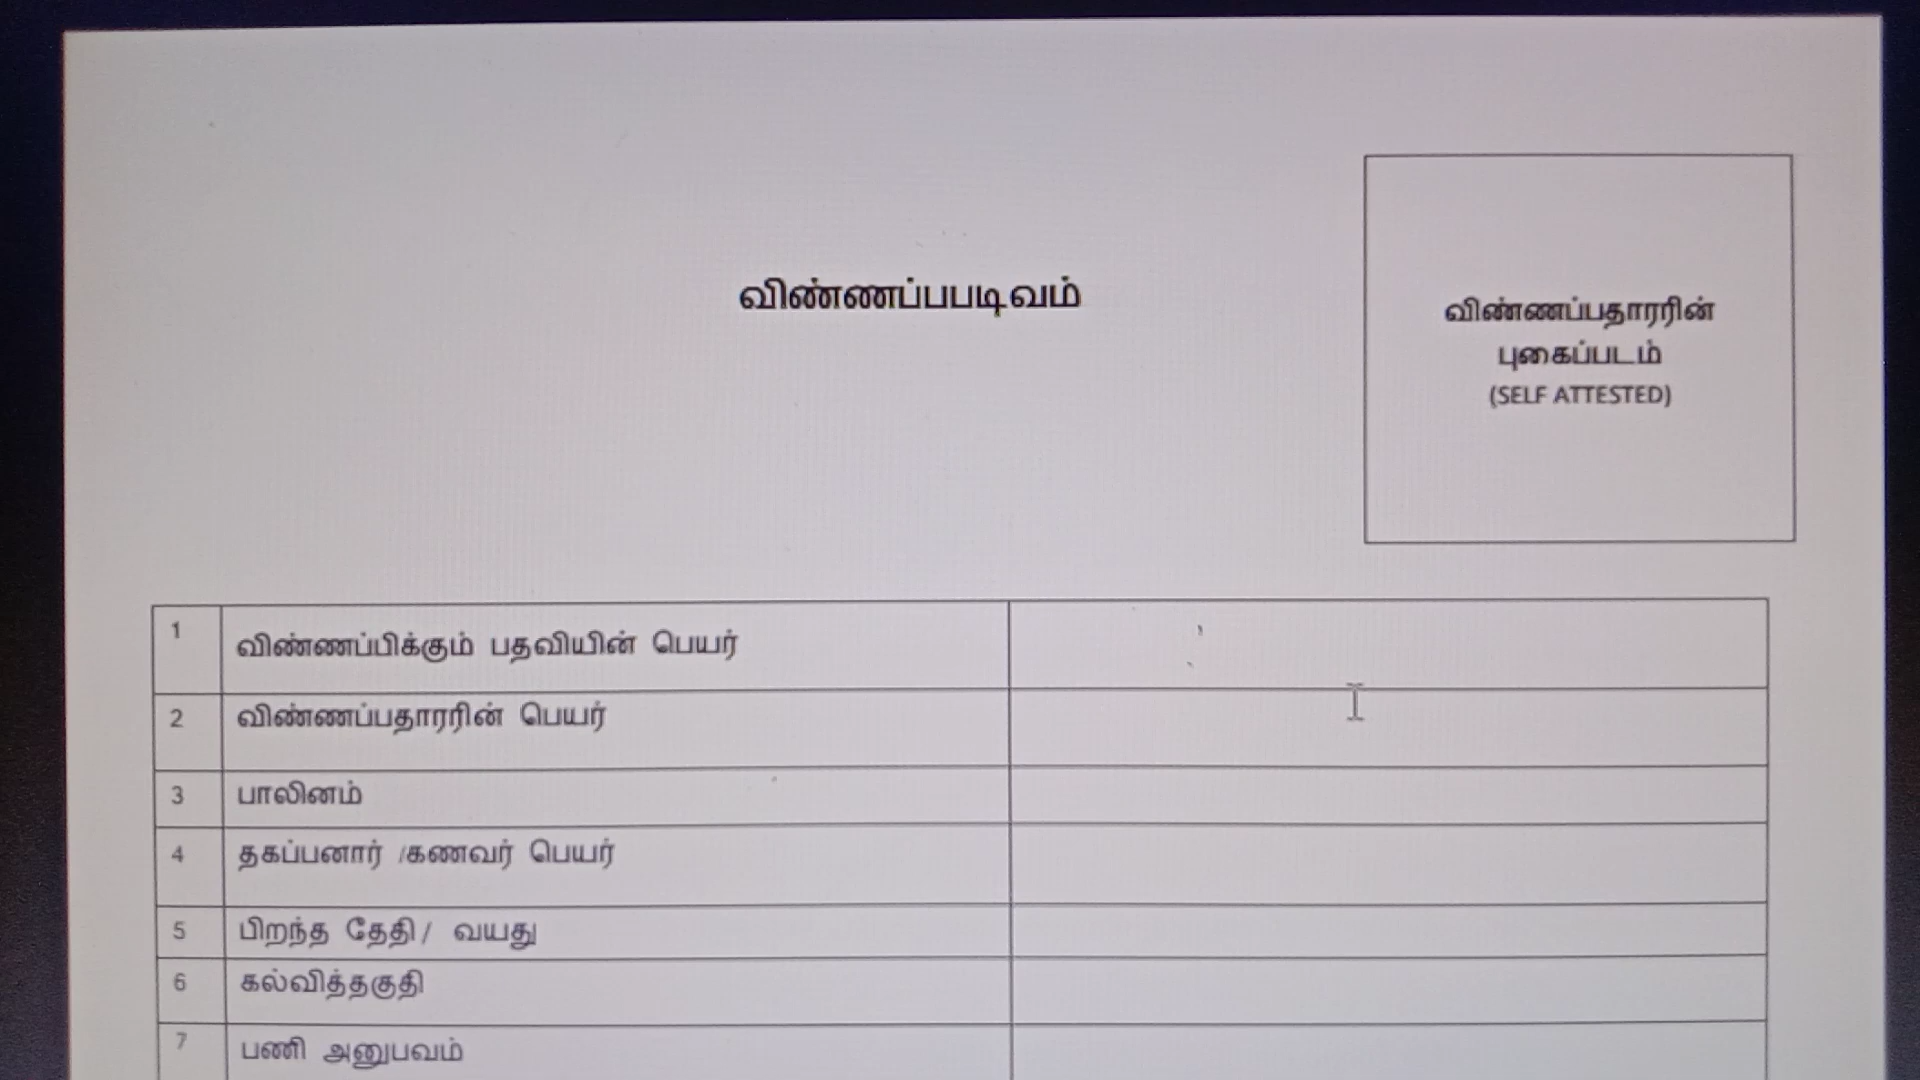 விண்ணப்பபடிவம்
விண்ணப்பதாரரின்
புகைப்படம்
(SELF ATTESTED)
1 விண்ணப்பிக்கும் பதவியின் பெயர்
2 விண்ணப்பதாரரின் பெயர்
3 பாலினம்
4 தகப்பனார் /கணவர் பெயர்
5 பிறந்த தேதி / வயது
6 கல்வித்தகுதி
7 பணி அனுபவம்